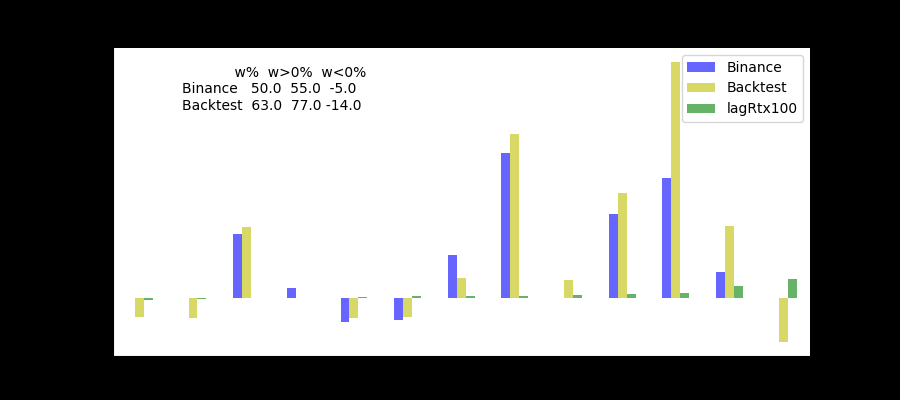 w% w>0% w<0%
Binance 50.0 55.0 -5.0
Backtest 63.0 77.0 -14.0
Binance
Backtest
lagRtx100